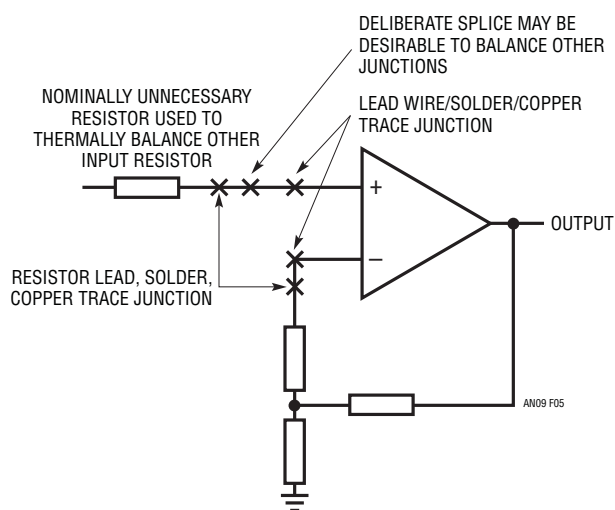 DELIBERATE SPLICE MAY BE
DESIRABLE TO BALANCE OTHER
JUNCTIONS
NOMINALLY UNNECESSARY
RESISTOR USED TO
THERMALLY BALANCE OTHER
INPUT RESISTOR
LEAD WIRE/SOLDER/COPPER
TRACE JUNCTION
+
–
OUTPUT
RESISTOR LEAD, SOLDER,
COPPER TRACE JUNCTION
AN09 F05